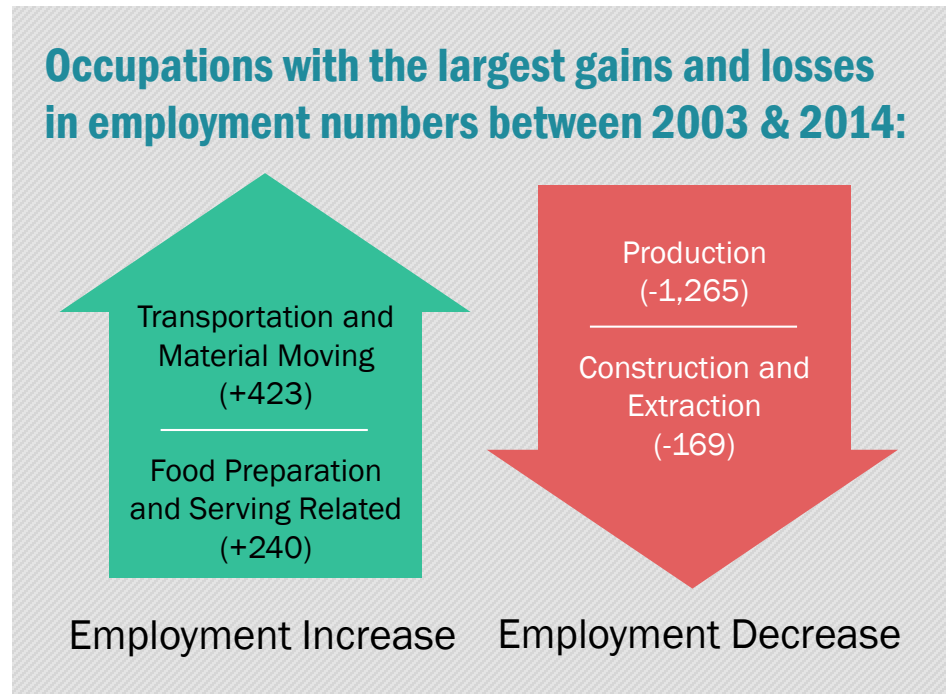 Occupations with the largest gains and losses
in employment numbers between 2003 & 2014:
Transportation and
Material Moving
(+423)
Food Preparation
and Serving Related
(+240)
Employment Increase
Production
(-1,265)
Construction and
Extraction
(-169)
Employment Decrease